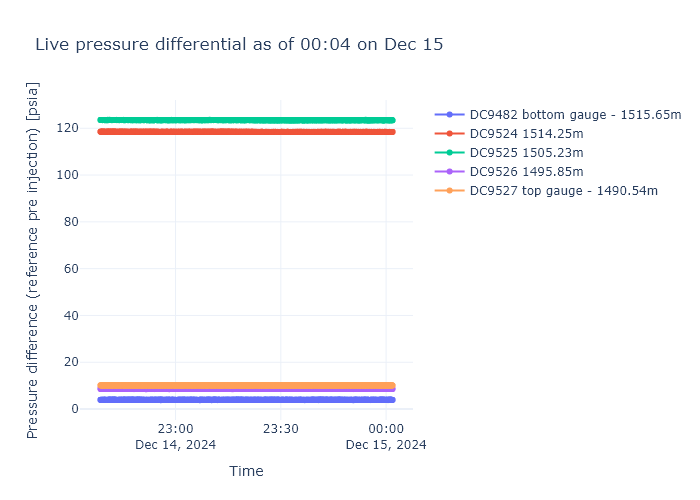 Live pressure differential as of 00:04 on Dec 15
Pressure difference (reference pre injection) [psia]
120
100
80
60
40
20
0
23:00
Dec 14, 2024
23:30
00:00
Dec 15, 2024
Time
DC9482 bottom gauge - 1515.65m
DC9524 1514.25m
DC9525 1505.23m
DC9526 1495.85m
DC9527 top gauge - 1490.54m